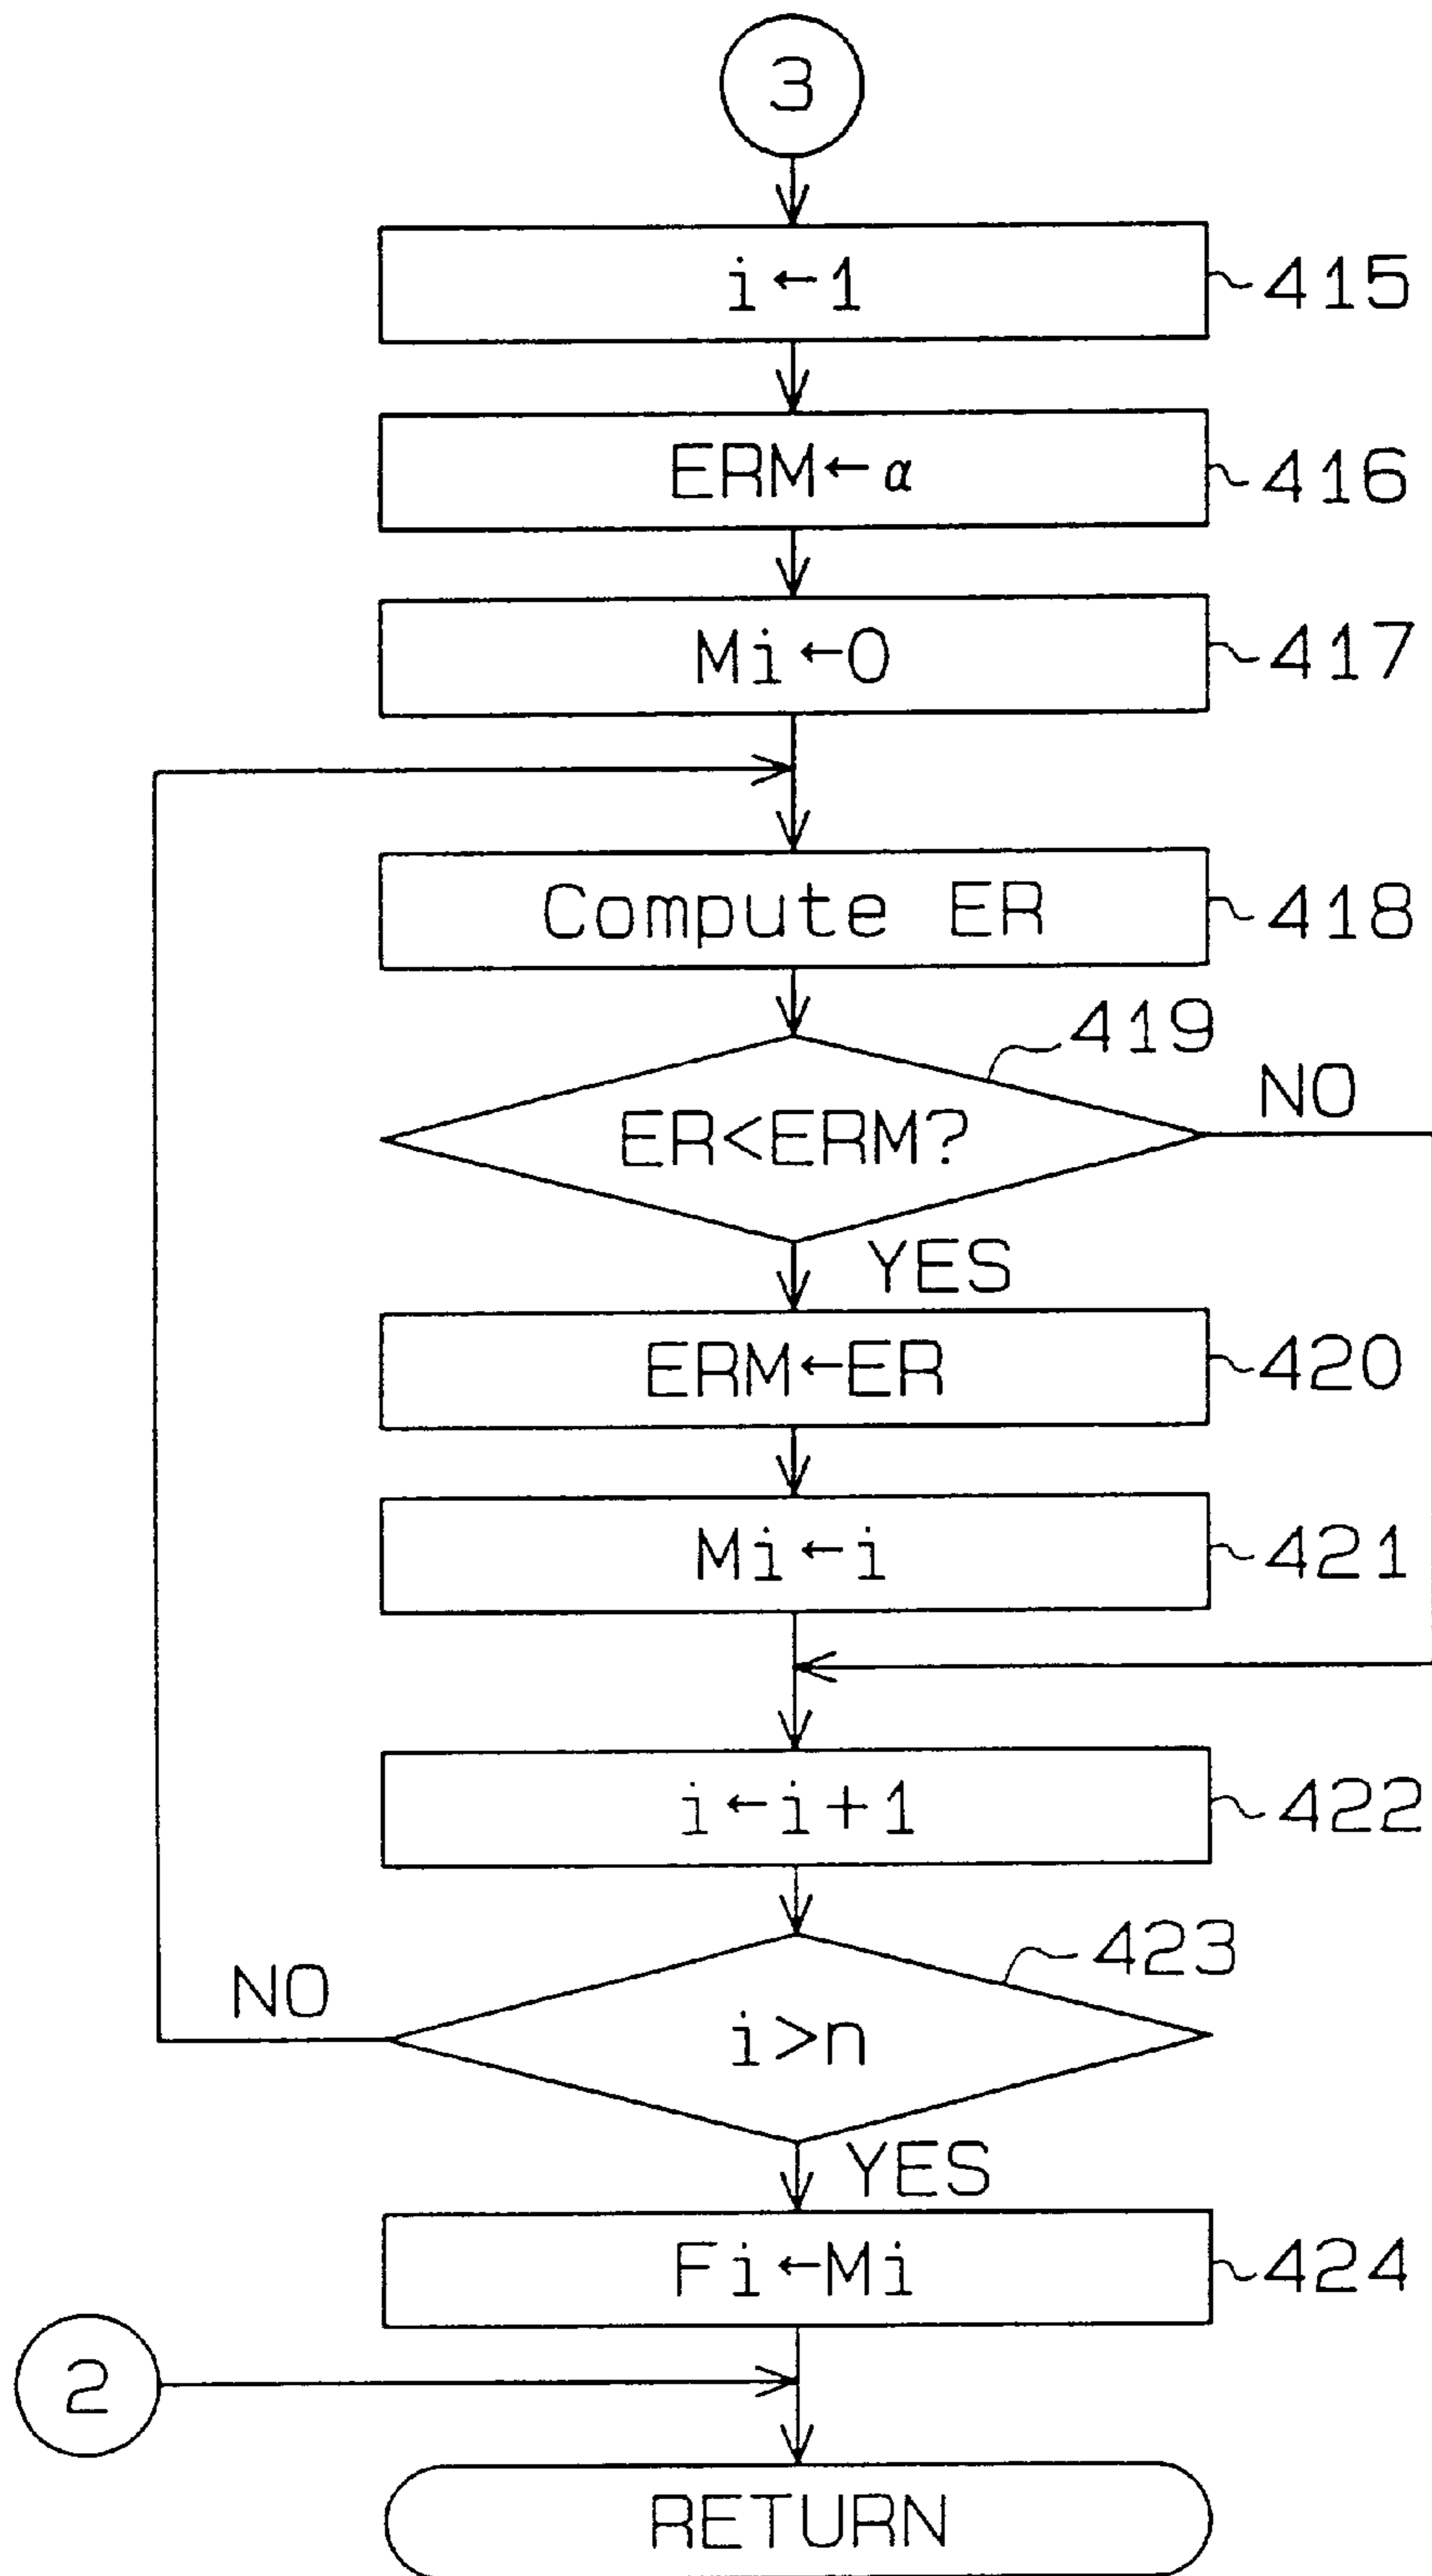 3
i←1
415
ERM←α
416
Mi←0
417
Compute ER
418
419
ER<ERM?
NO
YES
ERM←ER
420
Mi←i
421
i←i+1
422
423
NO
i>n
YES
Fi←Mi
424
2
RETURN